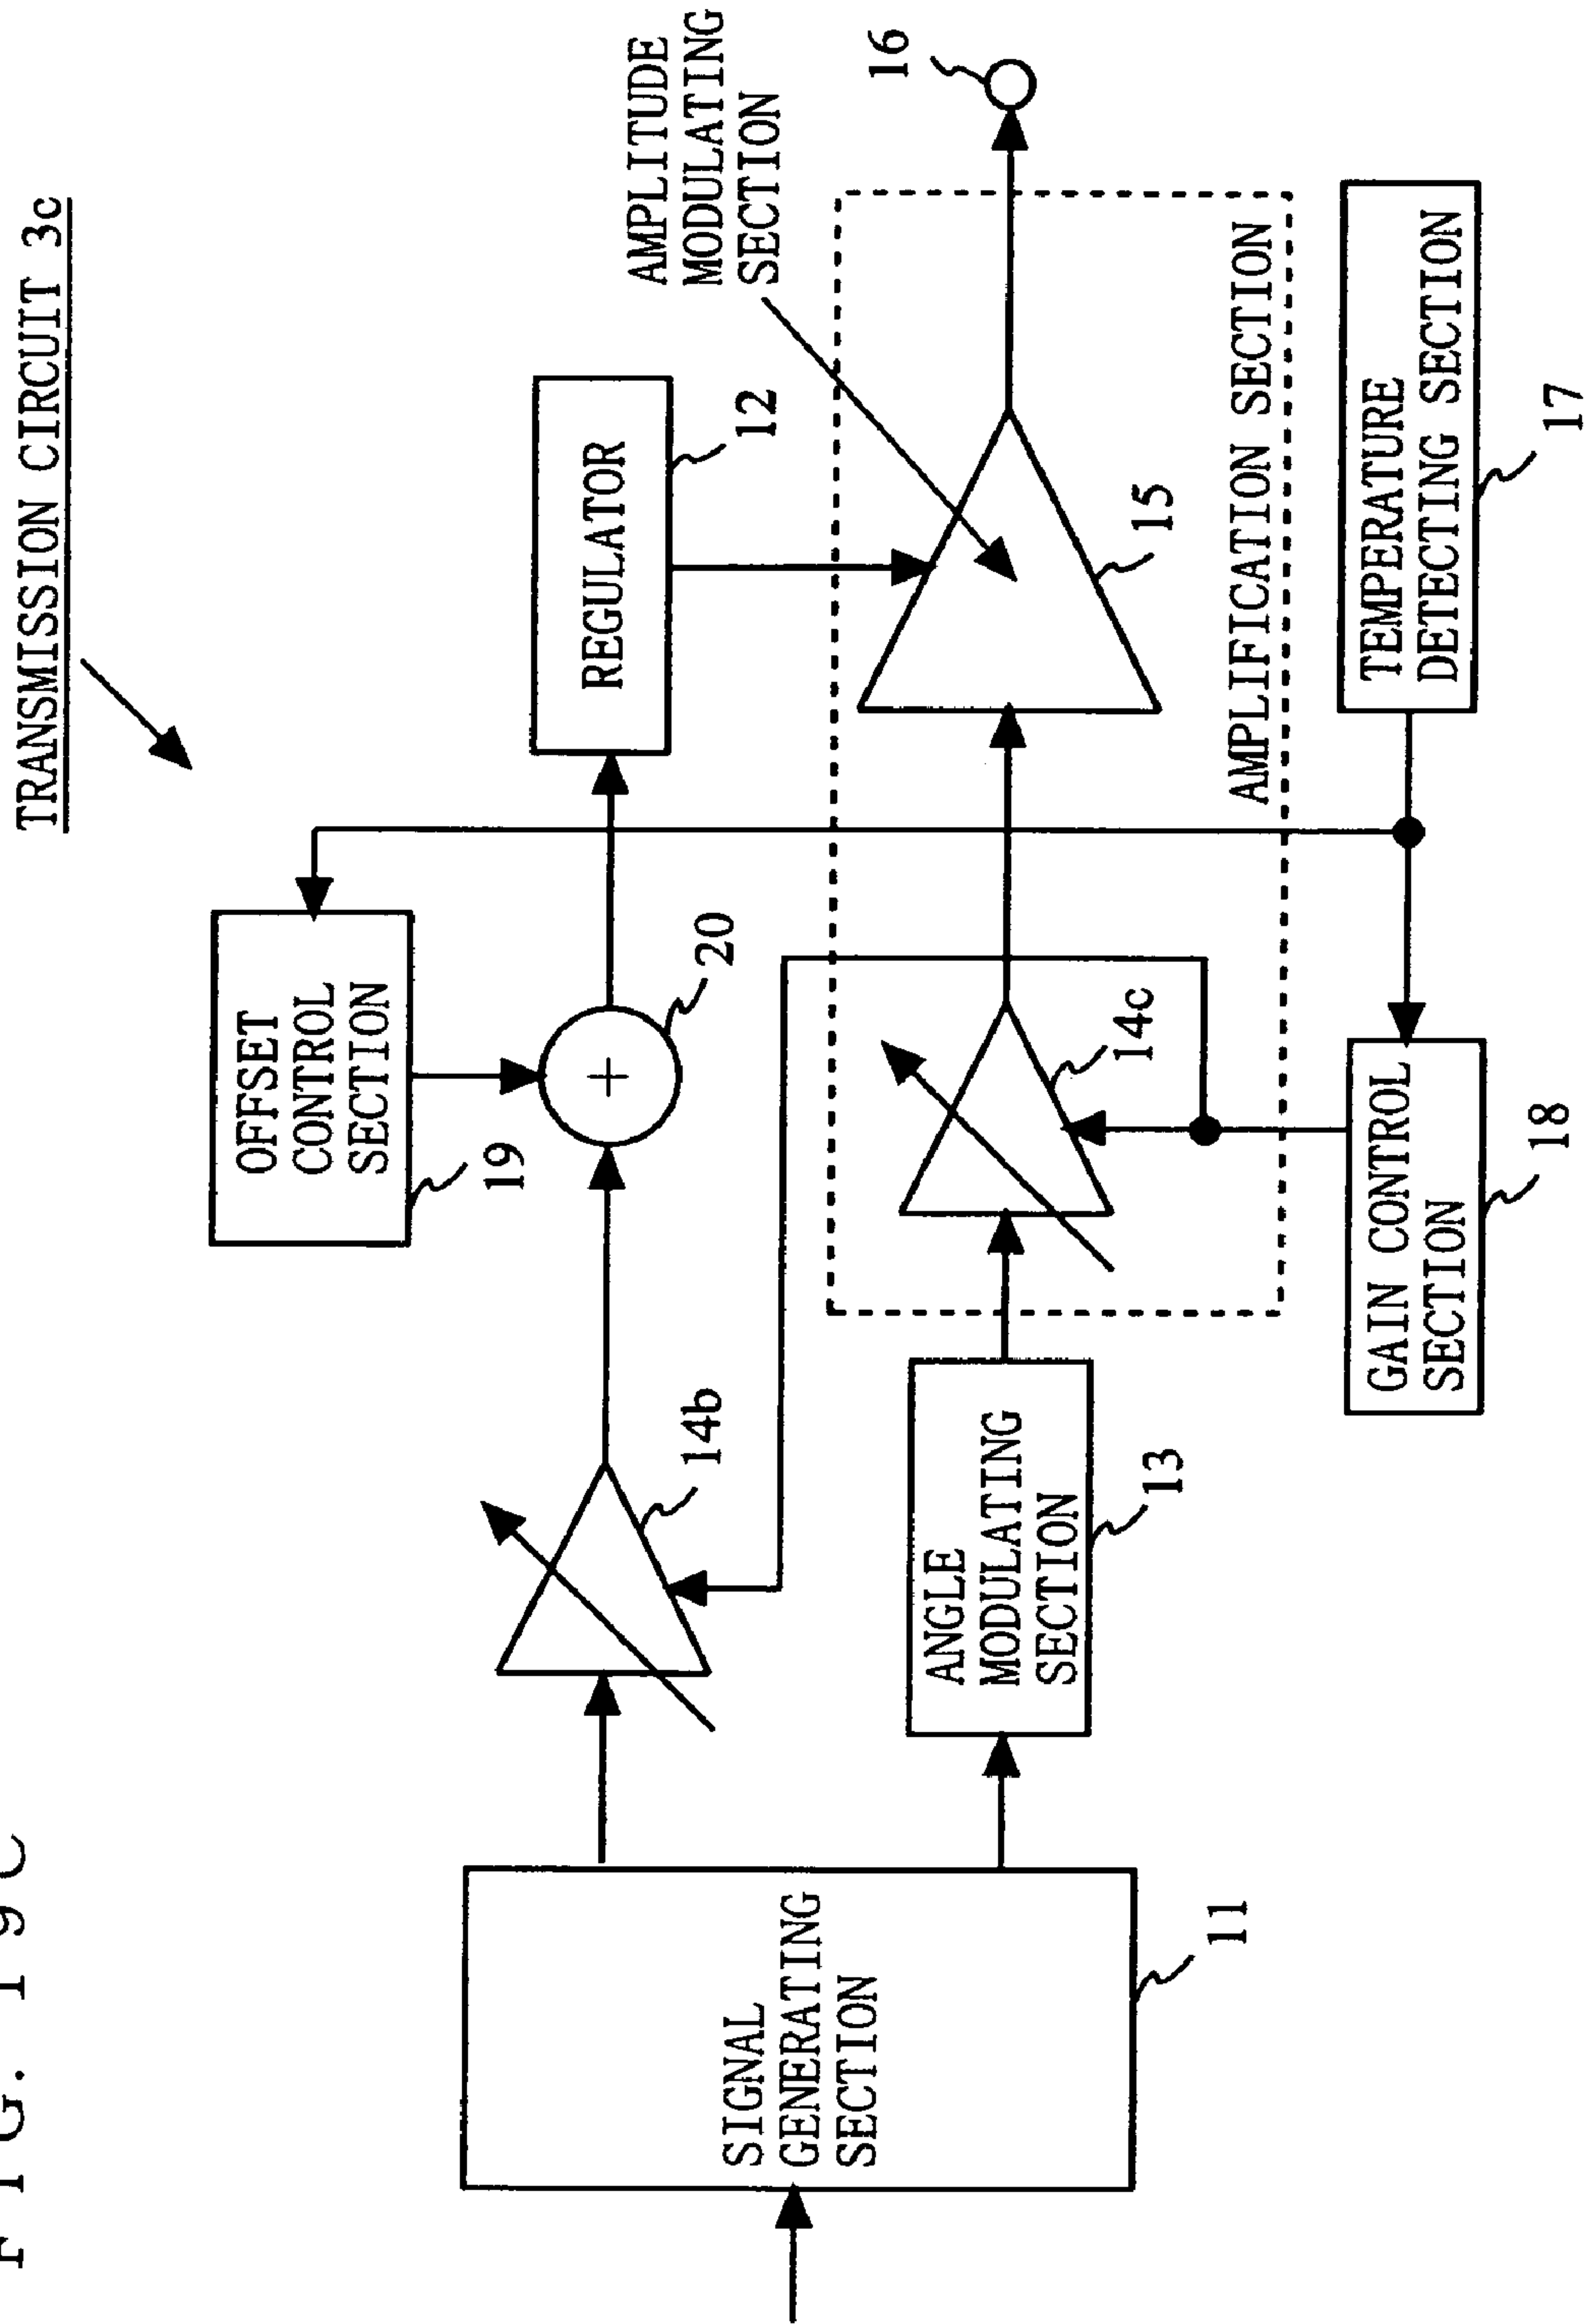 FIG. 19C
TRANSMISSION CIRCUIT 3c
OFFSET
CONTROL
SECTION
19
REGULATOR
12
AMPLITUDE
MODULATING
SECTION
14b
20
16
SIGNAL
GENERATING
SECTION
11
ANGLE
MODULATING
SECTION
13
14c
15
AMPLIFICATION SECTION
GAIN CONTROL
SECTION
18
TEMPERATURE
DETECTING SECTION
17